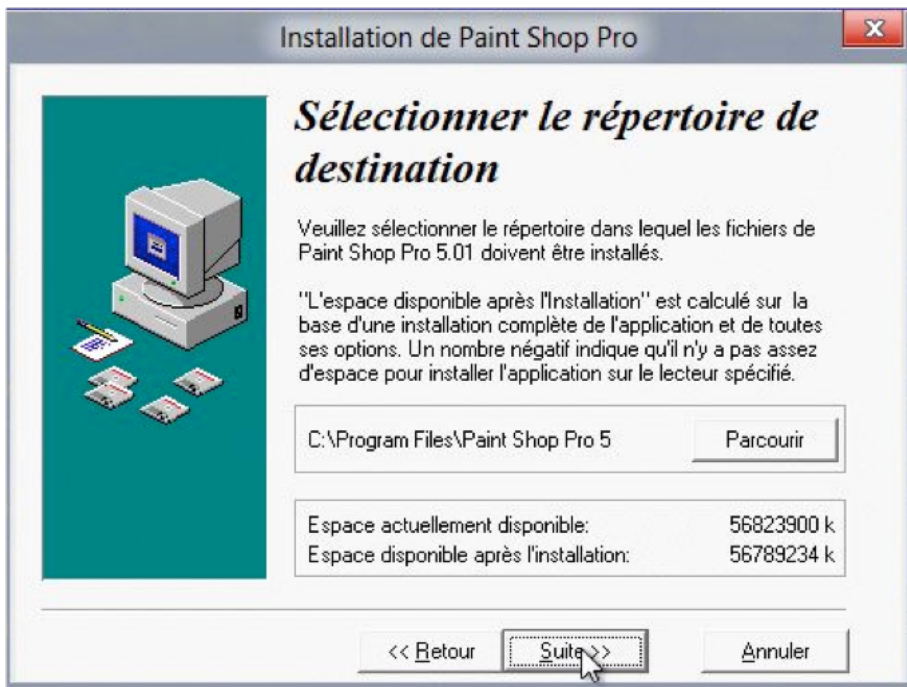 Installation de Paint Shop Pro
x
Sélectionner le répertoire de
destination
Veuillez sélectionner le répertoire dans lequel les fichiers de
Paint Shop Pro 5.01 doivent être installés.
"L'espace disponible après l'Installation" est calculé sur la
base d'une installation complète de l'application et de toutes
ses options. Un nombre négatif indique qu'il n'y a pas assez
d'espace pour installer l'application sur le lecteur spécifié.
C:\Program Files\Paint Shop Pro 5 Parcourir
Espace actuellement disponible: 56823900 k
Espace disponible après l'installation: 56789234 k
<< Retour Suite >> Annuler